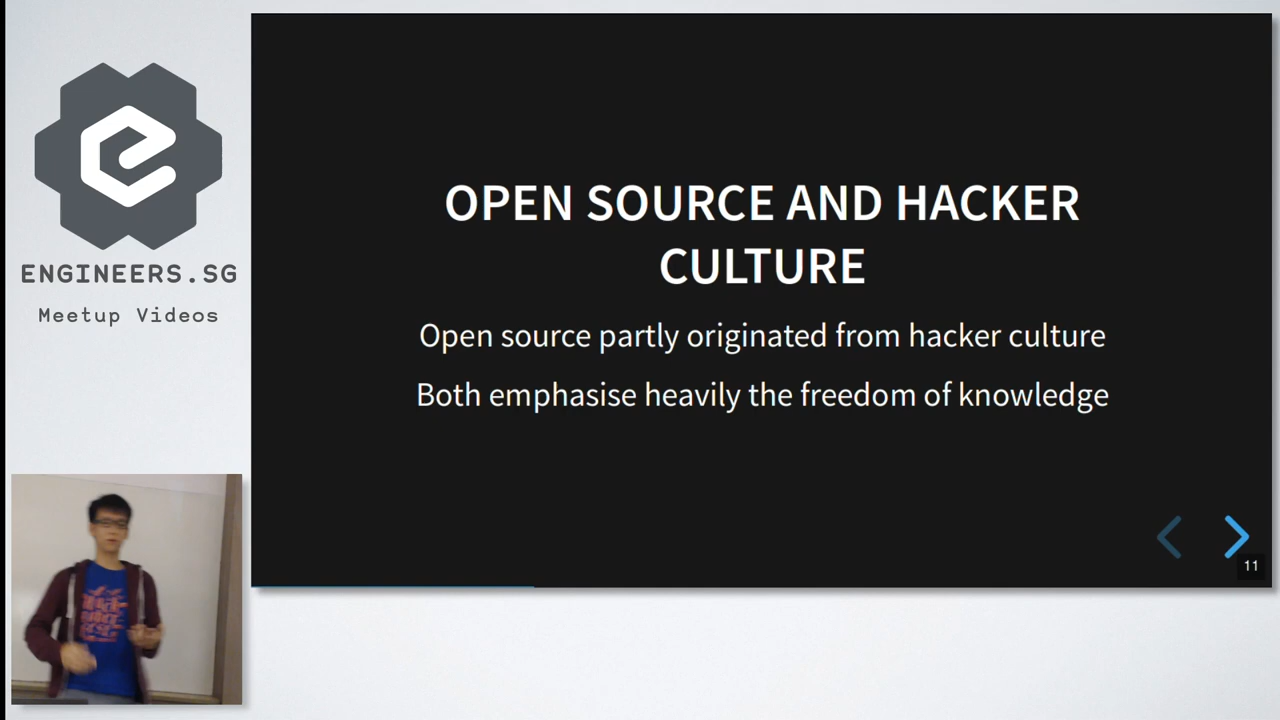 ENGINEERS.SG
Meetup Videos
OPEN SOURCE AND HACKER
CULTURE
Open source partly originated from hacker culture
Both emphasise heavily the freedom of knowledge
11